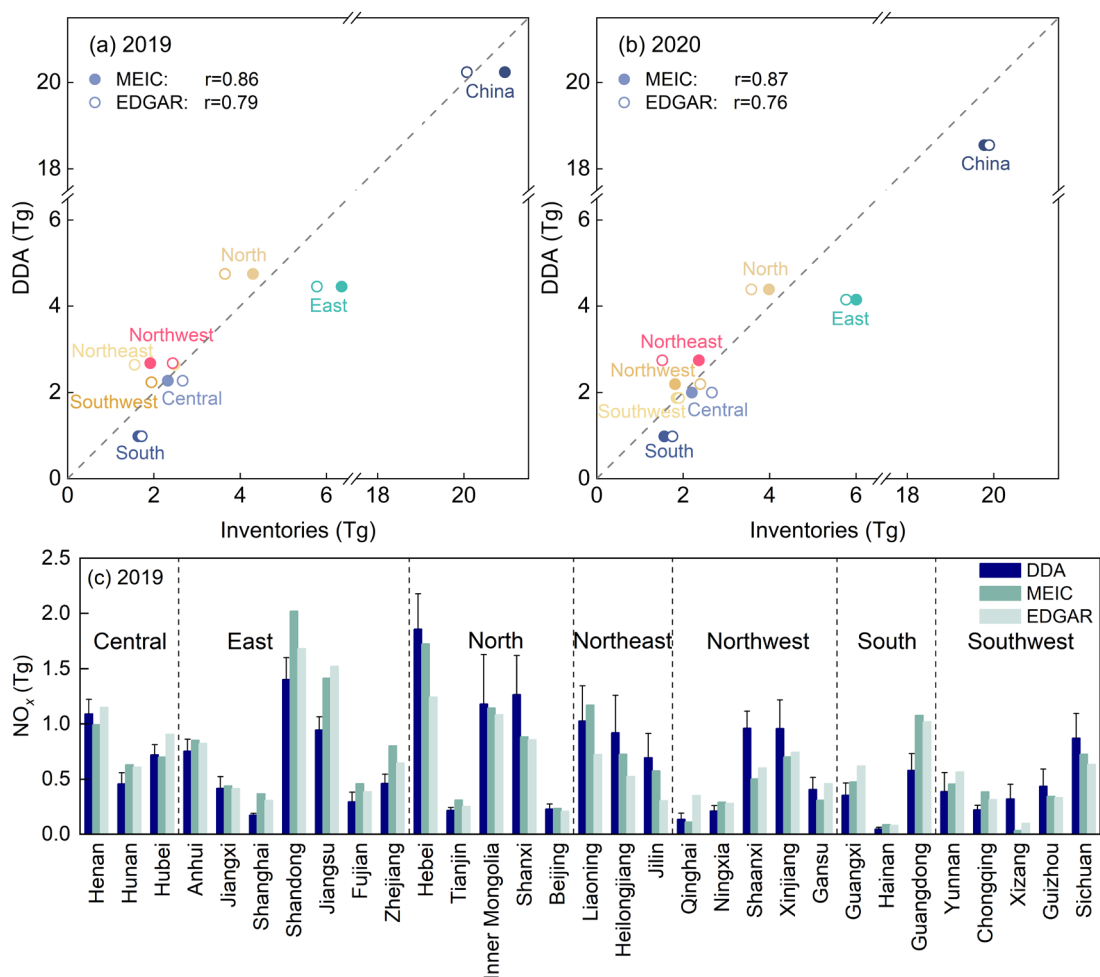 (a) 2019
MEIC: r=0.86
EDGAR: r=0.79
China
North
East
Northwest
Northeast
Southwest
Central
South
20
18
6
4
2
0
DDA (Tg)
0 2 4 6 20
Inventories (Tg)
(b) 2020
MEIC: r=0.87
EDGAR: r=0.76
China
North
East
Northeast
Northwest
Southwest
Central
South
20
18
6
4
2
0
DDA (Tg)
0 2 4 6 20
Inventories (Tg)
(c) 2019
DDA
MEIC
EDGAR
Central East North Northeast Northwest South Southwest
2.5
2.0
1.5
1.0
0.5
0.0
NOx (Tg)
Henan
Hunan
Hubei
Anhui
Jiangxi
Shanghai
Shandong
Jiangsu
Fujian
Zhejiang
Hebei
Tianjin
Inner Mongolia
Shanxi
Beijing
Liaoning
Heilongjiang
Jilin
Qinghai
Ningxia
Shaanxi
Xinjiang
Gansu
Guangxi
Hainan
Guangdong
Yunnan
Chongqing
Xizang
Guizhou
Sichuan